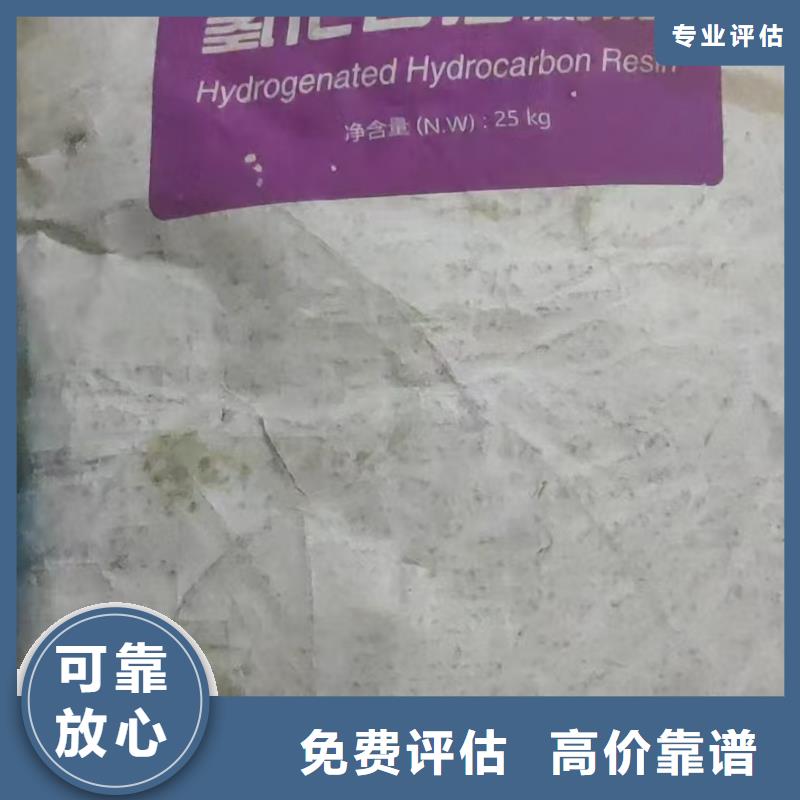 专业评估
Hydrogenated Hydrocarbon Resin
净含量 (N.W) : 25 kg
可靠
放心
免费评估 高价靠谱